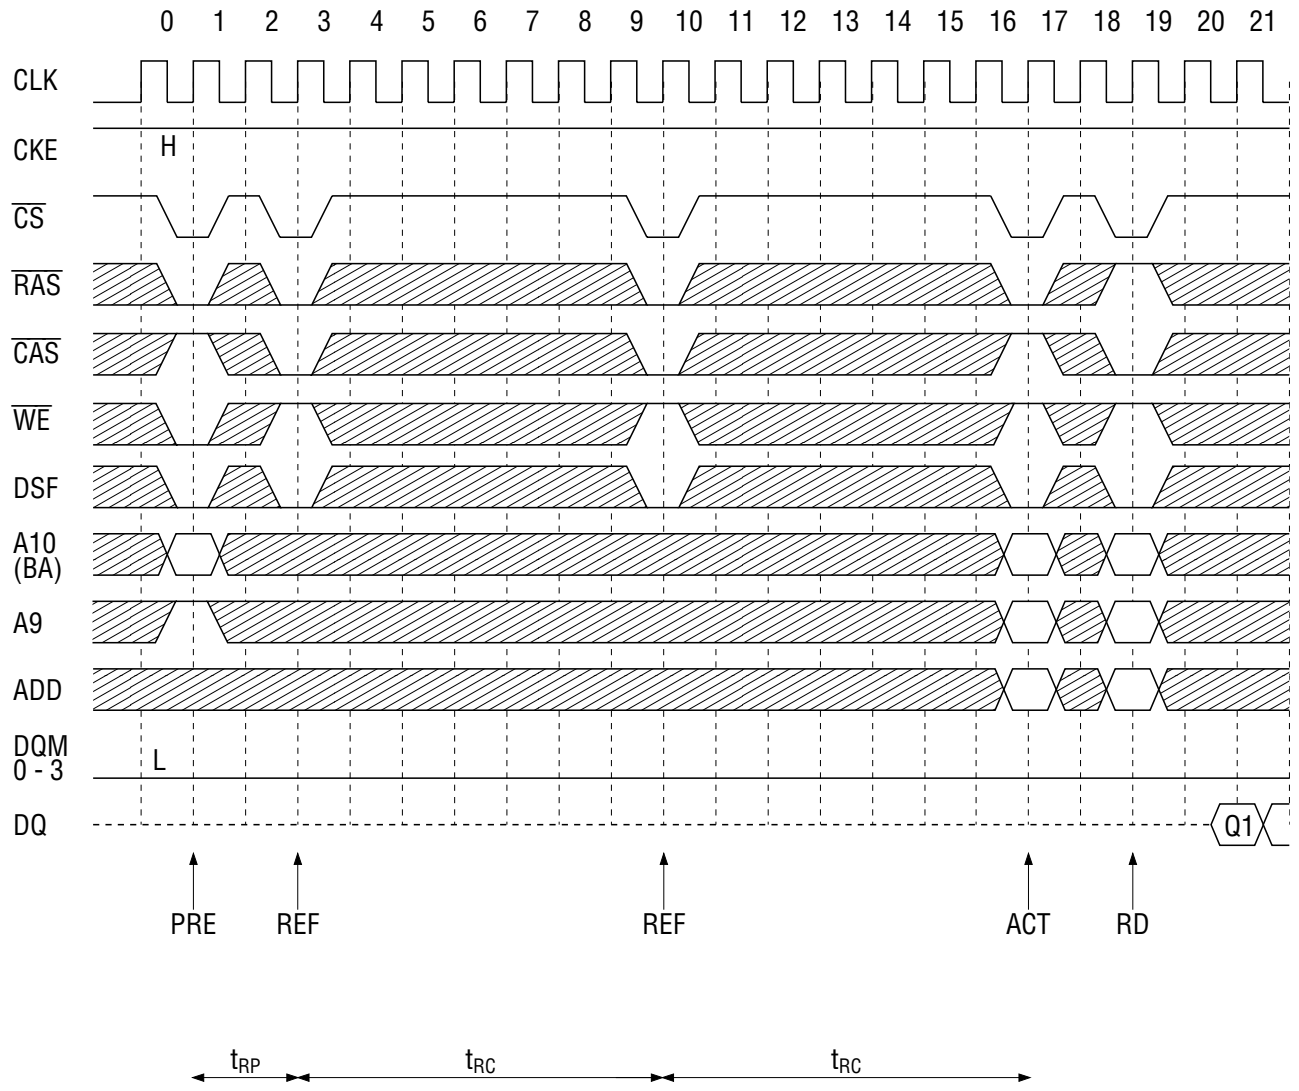 0 1 2 3 4 5 6 7 8 9 10 11 12 13 14 15 16 17 18 19 20 21
CLK
CKE H
CS
RAS
CAS
WE
DSF
A10
(BA)
A9
ADD
DQM
0 - 3 L
DQ Q1
PRE REF REF ACT RD
tRP tRC tRC